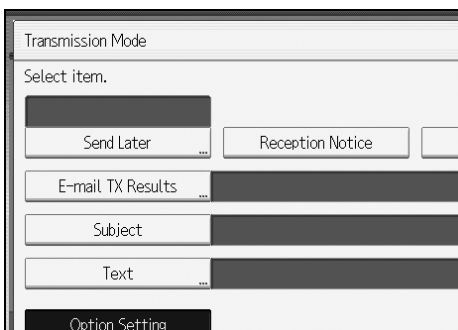 Transmission Mode
Select item.
Send Later
Reception Notice
E-mail TX Results
Subject
Text
Option Setting